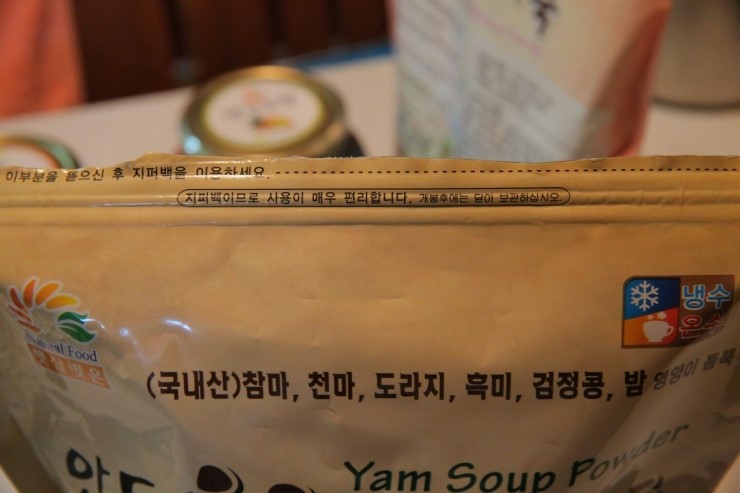 이부분을 뜯으신 후 지퍼백을 이용하세요.
지퍼백이므로 사용이 매우 편리합니다. 개봉후에는 닫아 보관하십시오.
Natural Food
냉수
온수
(국내산)참마, 천마, 도라지, 흑미, 검정콩, 밤 영양이 듬뿍
Yam Soup Powder